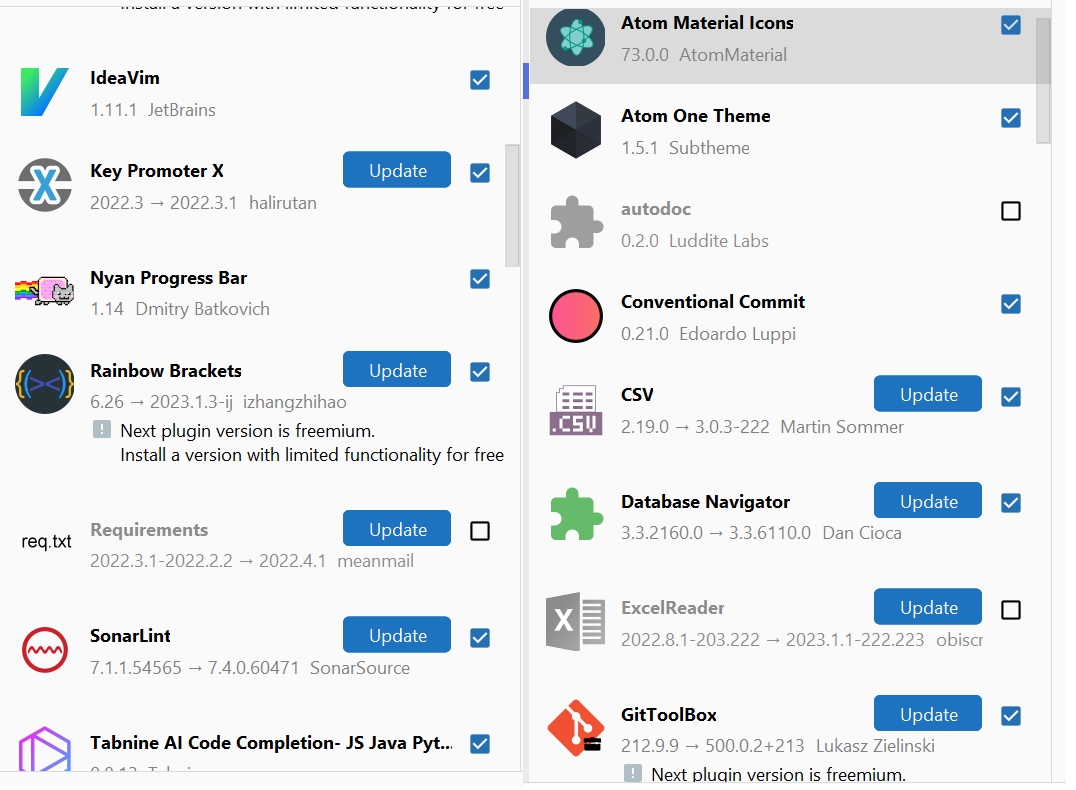 Install a version with limited functionality for free
IdeaVim
1.11.1 JetBrains
Key Promoter X
Update
2022.3 → 2022.3.1 halirutan
Nyan Progress Bar
1.14 Dmitry Batkovich
Rainbow Brackets
Update
6.26 → 2023.1.3-ij izhangzhihao
Next plugin version is freemium.
Install a version with limited functionality for free
req.txt
Requirements
Update
2022.3.1-2022.2.2 → 2022.4.1 meanmail
SonarLint
Update
7.1.1.54565 → 7.4.0.60471 SonarSource
Tabnine AI Code Completion- JS Java Pyt...
Atom Material Icons
73.0.0 AtomMaterial
Atom One Theme
1.5.1 Subtheme
autodoc
0.2.0 Luddite Labs
Conventional Commit
0.21.0 Edoardo Luppi
.CSV
CSV
Update
2.19.0 → 3.0.3-222 Martin Sommer
Database Navigator
Update
3.3.2160.0 → 3.3.6110.0 Dan Cioca
X
ExcelReader
Update
2022.8.1-203.222 → 2023.1.1-222.223 obiscr
GitToolBox
Update
212.9.9 → 500.0.2+213 Lukasz Zielinski
Next plugin version is freemium.